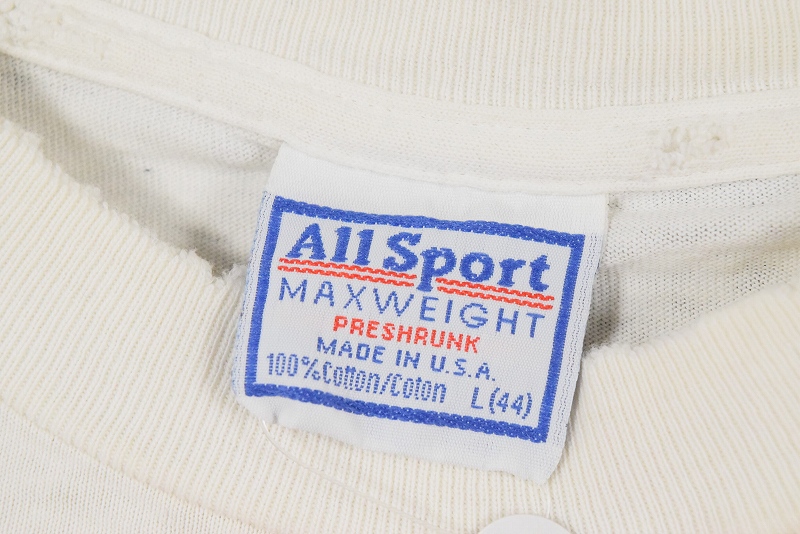 All Sport
MAXWEIGHT
PRESHRUNK
MADE IN U.S.A.
100% Cotton/Coton L(44)